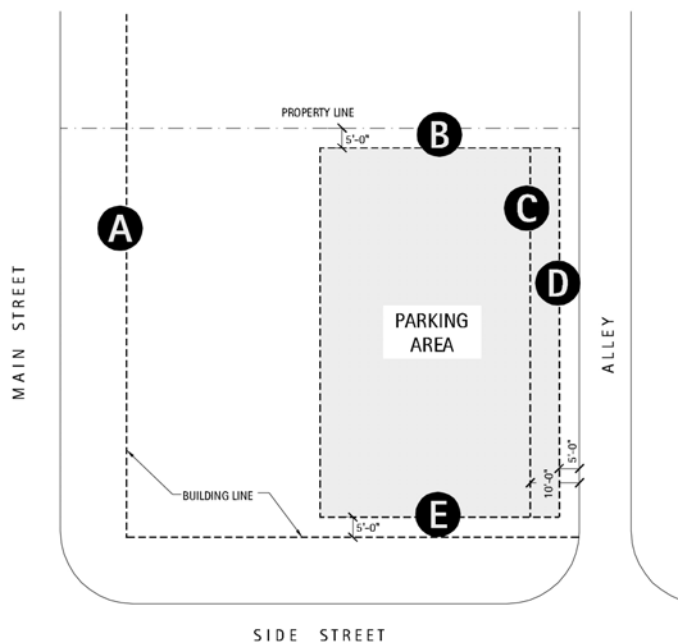 PROPERTY LINE
5'-0"
B
A
C
D
MAIN STREET
PARKING
AREA
ALLEY
5'-0"
10'-0"
BUILDING LINE
E
5'-0"
SIDE STREET